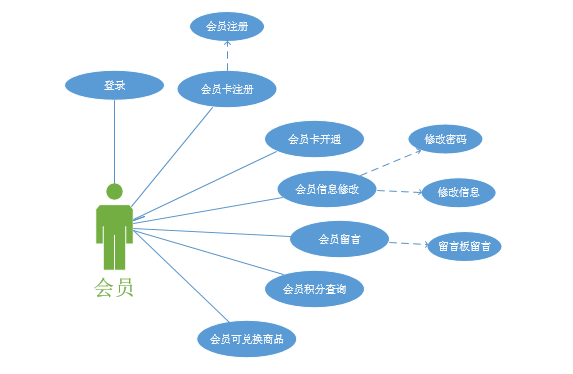 会员注册
登录
会员卡注册
会员卡开通
修改密码
会员信息修改
修改信息
会员留言
留言板留言
会员
会员积分查询
会员可兑换商品